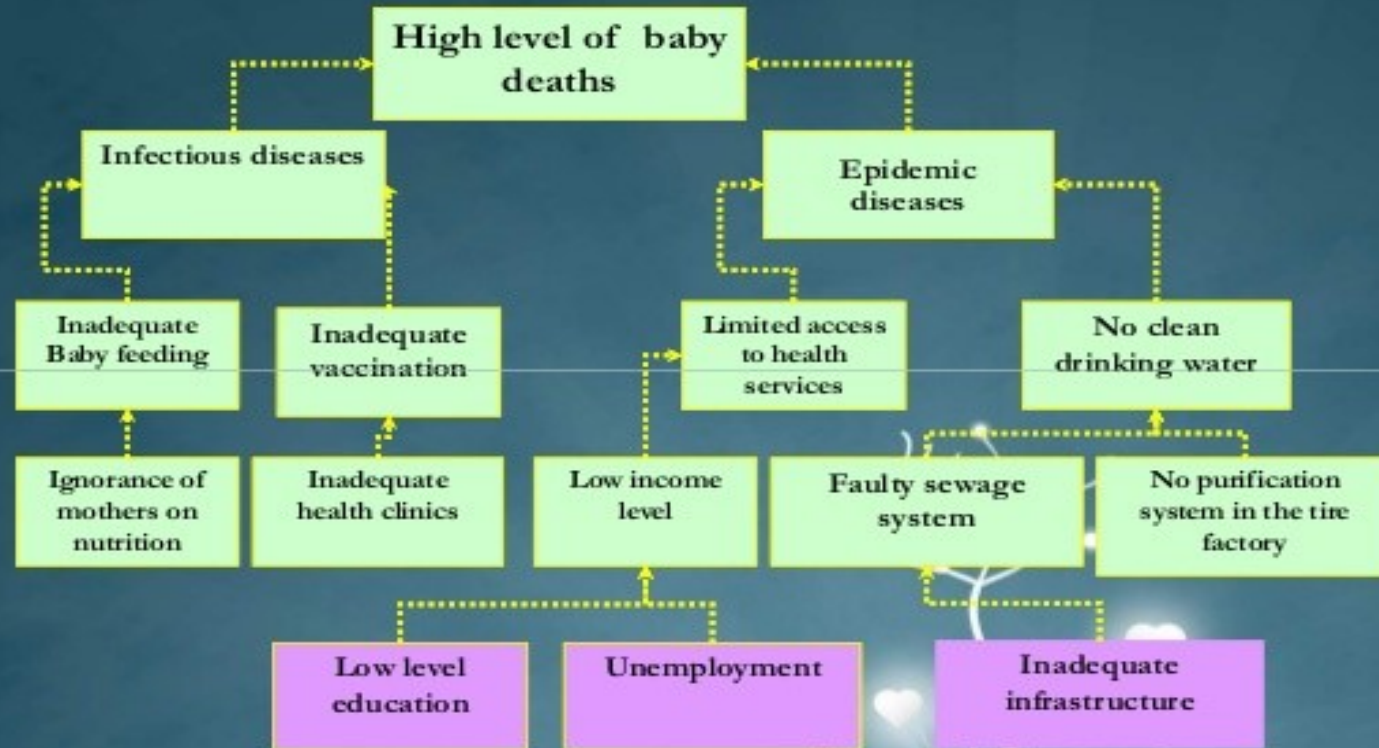 High level of baby
deaths
Infectious diseases
Epidemic
diseases
Inadequate
Baby feeding
Inadequate
vaccination
Limited access
to health
services
No clean
drinking water
Ignorance of
mothers on
nutrition
Inadequate
health clinics
Low income
level
Faulty sewage
system
No purification
system in the tire
factory
Low level
education
Unemployment
Inadequate
infrastructure